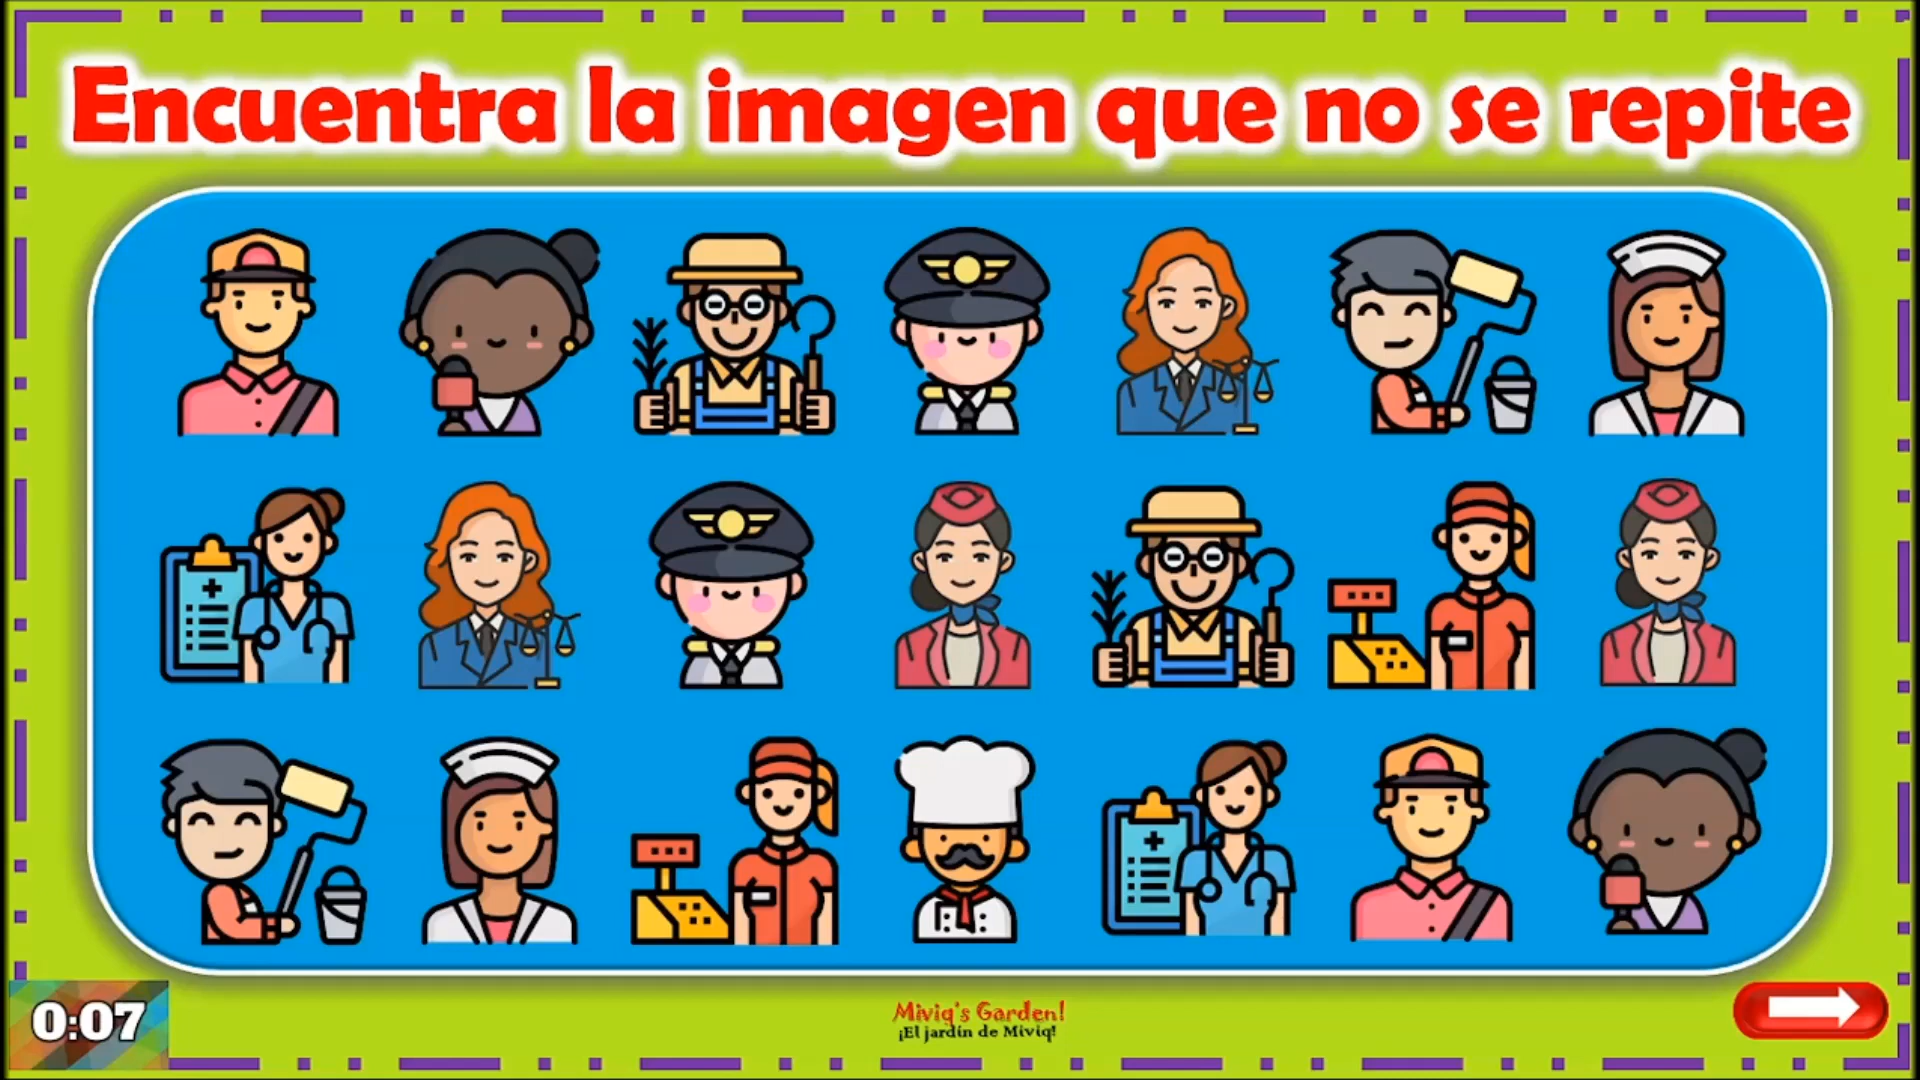 Encuentra la imagen que no se repite
0:07
Miviq's Garden!
¡El jardín de Miviq!